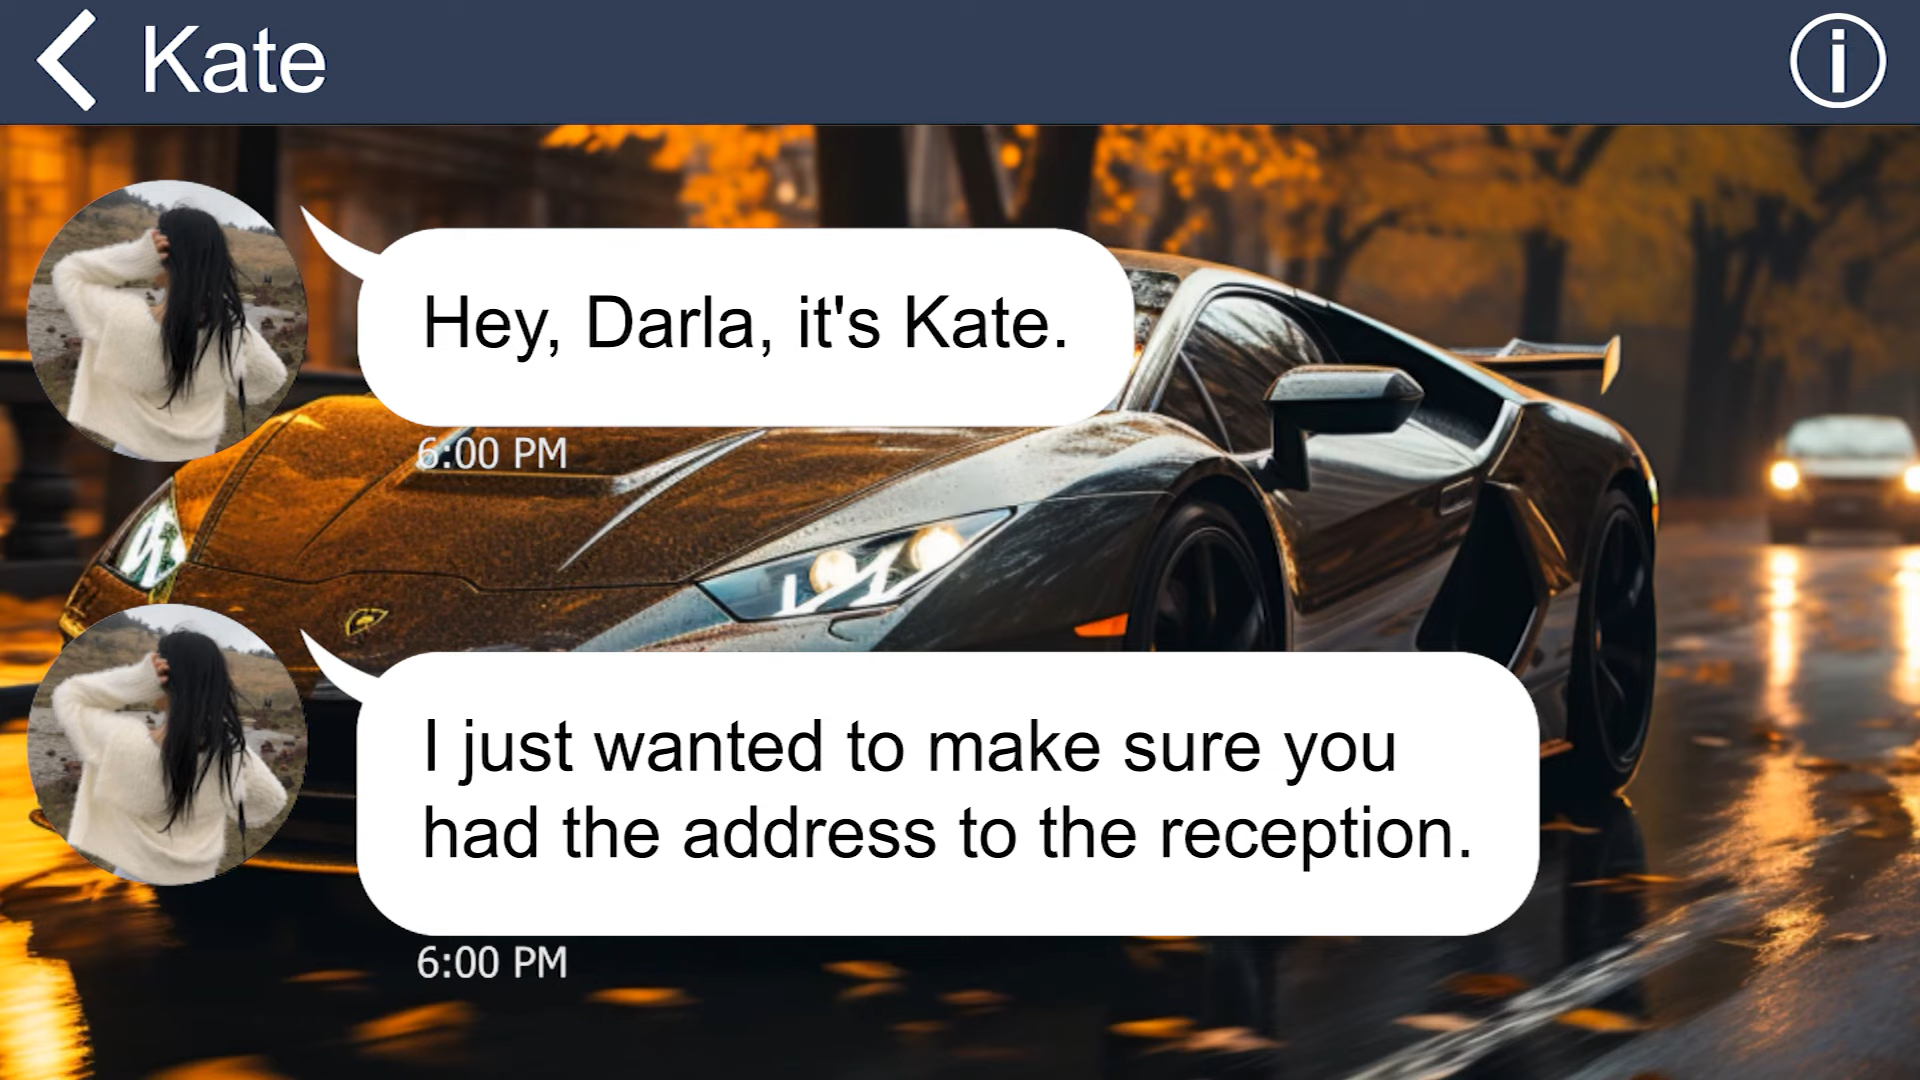 Kate
Hey, Darla, it's Kate.
6:00 PM
I just wanted to make sure you
had the address to the reception.
6:00 PM